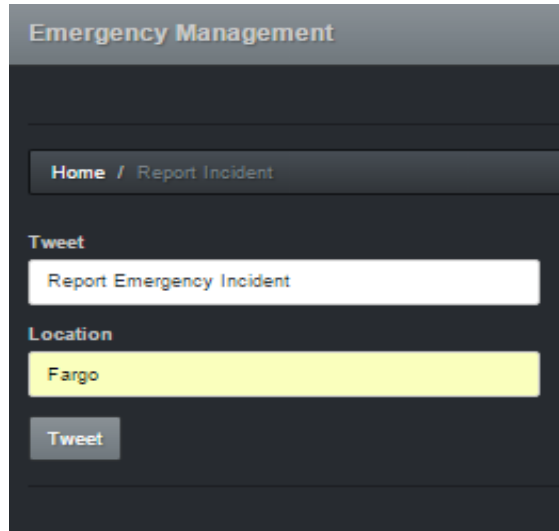 Emergency Management
Home / Report Incident
Tweet
Report Emergency Incident
Location
Fargo
Tweet